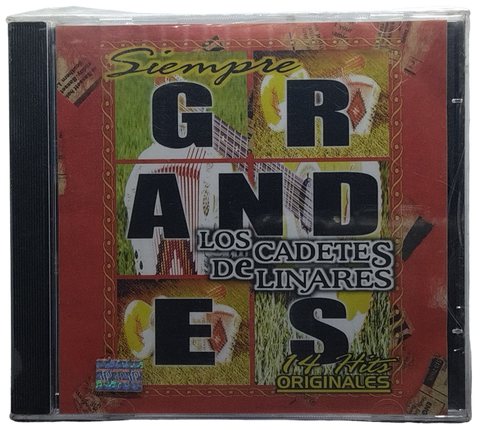 Siempre
GR
AND
LOS CADETES
DE LINARES
ES
14 Hits
ORIGINALES